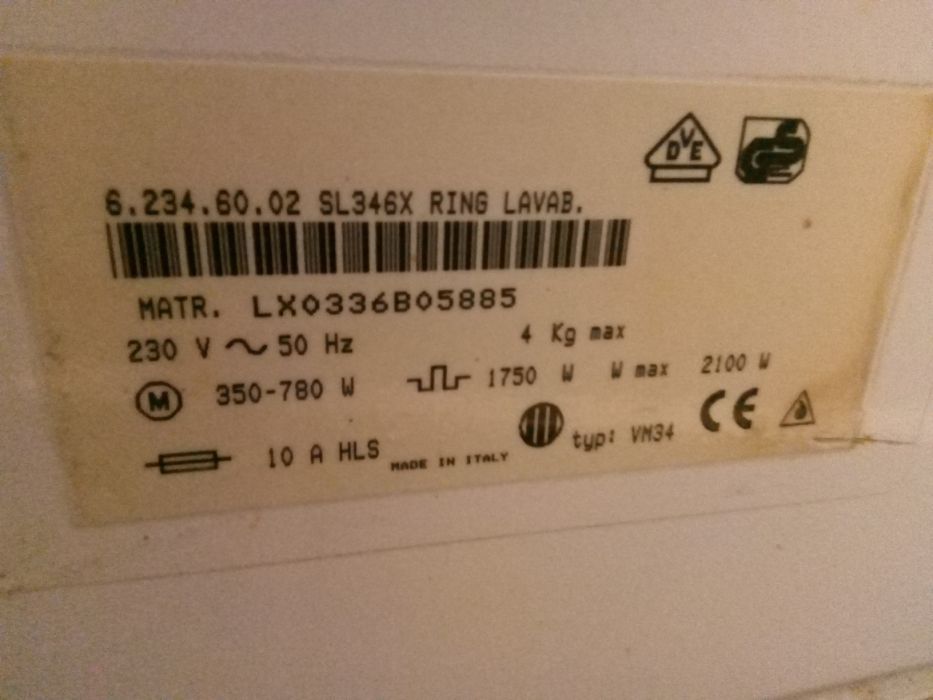 DVE
6.234.60.02 SL346X RING LAVAB.
MATR. LX0336B05885
230 V ~ 50 Hz 4 Kg max
M 350-780 W 1750 W W max 2100 W
10 A HLS MADE IN ITALY typ: VM34 CE